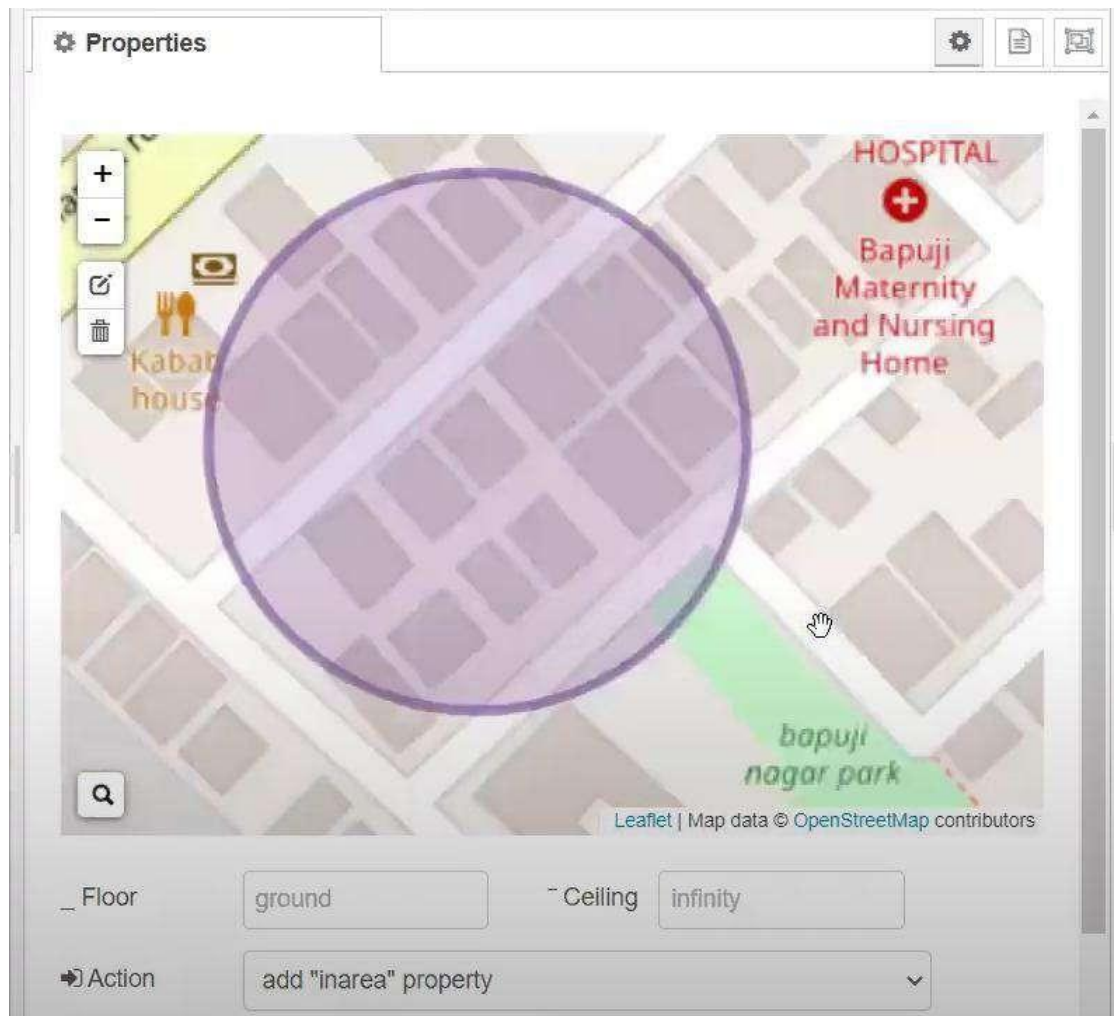 Properties
+
−
HOSPITAL
Bapuji
Maternity
and Nursing
Home
Kabab
house
bapuji
nagar park
Leaflet | Map data © OpenStreetMap contributors
_ Floor
ground
Ceiling
infinity
Action
add "inarea" property